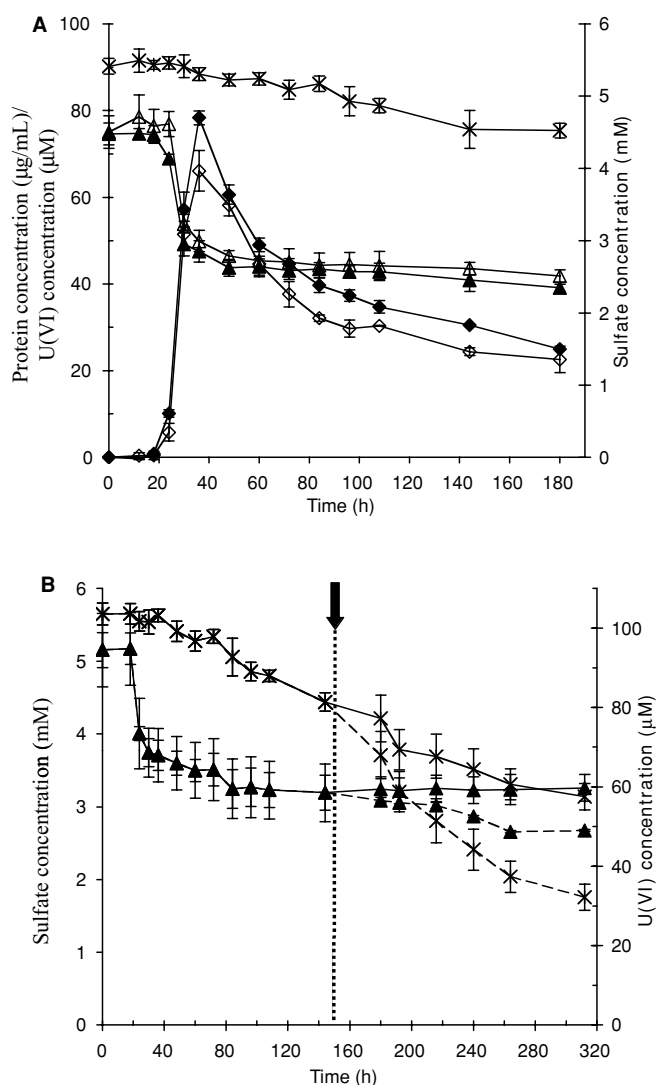 A
Protein concentration (µg/mL)/
U(VI) concentration (µM)
100
80
60
40
20
0
6
5
4
3
2
1
0
Sulfate concentration (mM)
0 20 40 60 80 100 120 140 160 180
Time (h)
B
Sulfate concentration (mM)
6
5
4
3
2
1
0
100
80
60
40
20
0
U(VI) concentration (µM)
0 40 80 120 160 200 240 280 320
Time (h)